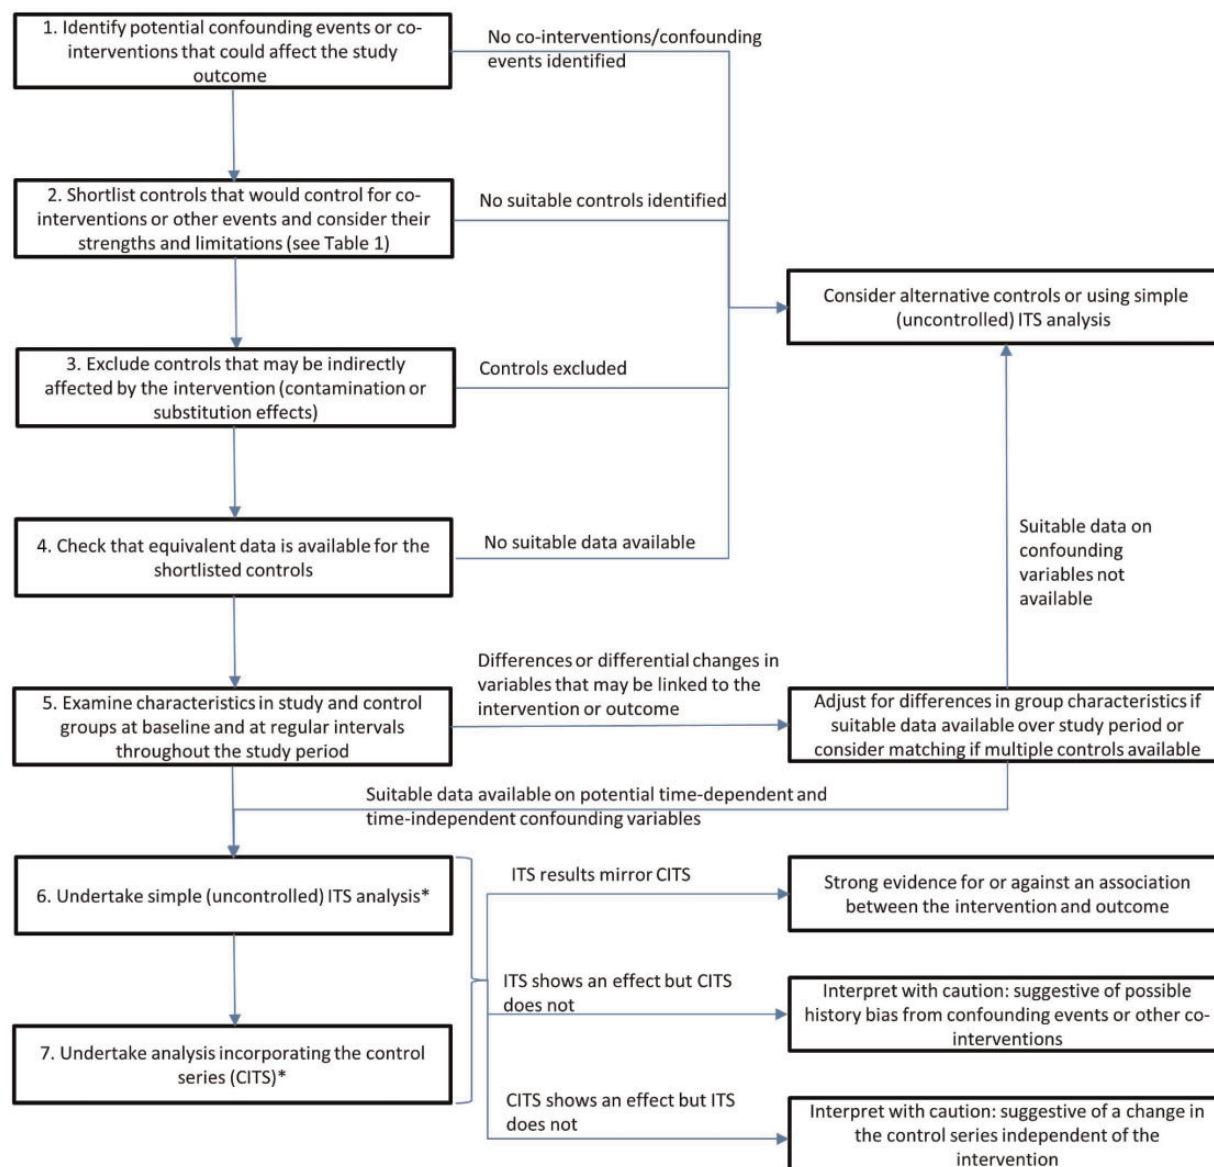 1. Identify potential confounding events or co-
interventions that could affect the study
outcome
No co-interventions/confounding
events identified
2. Shortlist controls that would control for co-
interventions or other events and consider their
strengths and limitations (see Table 1)
No suitable controls identified
Consider alternative controls or using simple
(uncontrolled) ITS analysis
3. Exclude controls that may be indirectly
affected by the intervention (contamination or
substitution effects)
Controls excluded
4. Check that equivalent data is available for the
shortlisted controls
No suitable data available
Suitable data on
confounding
variables not
available
5. Examine characteristics in study and control
groups at baseline and at regular intervals
throughout the study period
Differences or differential changes in
variables that may be linked to the
intervention or outcome
Adjust for differences in group characteristics if
suitable data available over study period or
consider matching if multiple controls available
Suitable data available on potential time-dependent and
time-independent confounding variables
6. Undertake simple (uncontrolled) ITS analysis*
ITS results mirror CITS
Strong evidence for or against an association
between the intervention and outcome
ITS shows an effect but CITS
does not
Interpret with caution: suggestive of possible
history bias from confounding events or other co-
interventions
7. Undertake analysis incorporating the control
series (CITS)*
CITS shows an effect but ITS
does not
Interpret with caution: suggestive of a change in
the control series independent of the
intervention